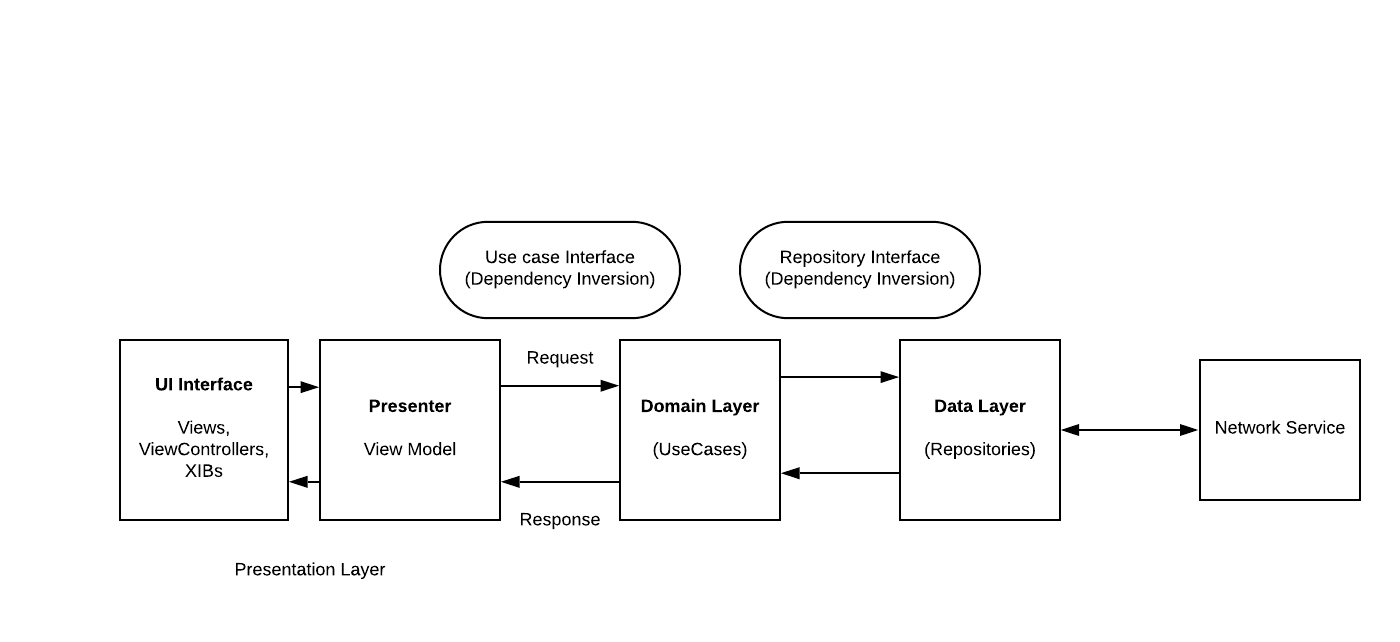 Use case Interface
(Dependency Inversion)
Repository Interface
(Dependency Inversion)
UI Interface
Views,
ViewControllers,
XIBs
Presenter
View Model
Request
Response
Domain Layer
(UseCases)
Data Layer
(Repositories)
Network Service
Presentation Layer